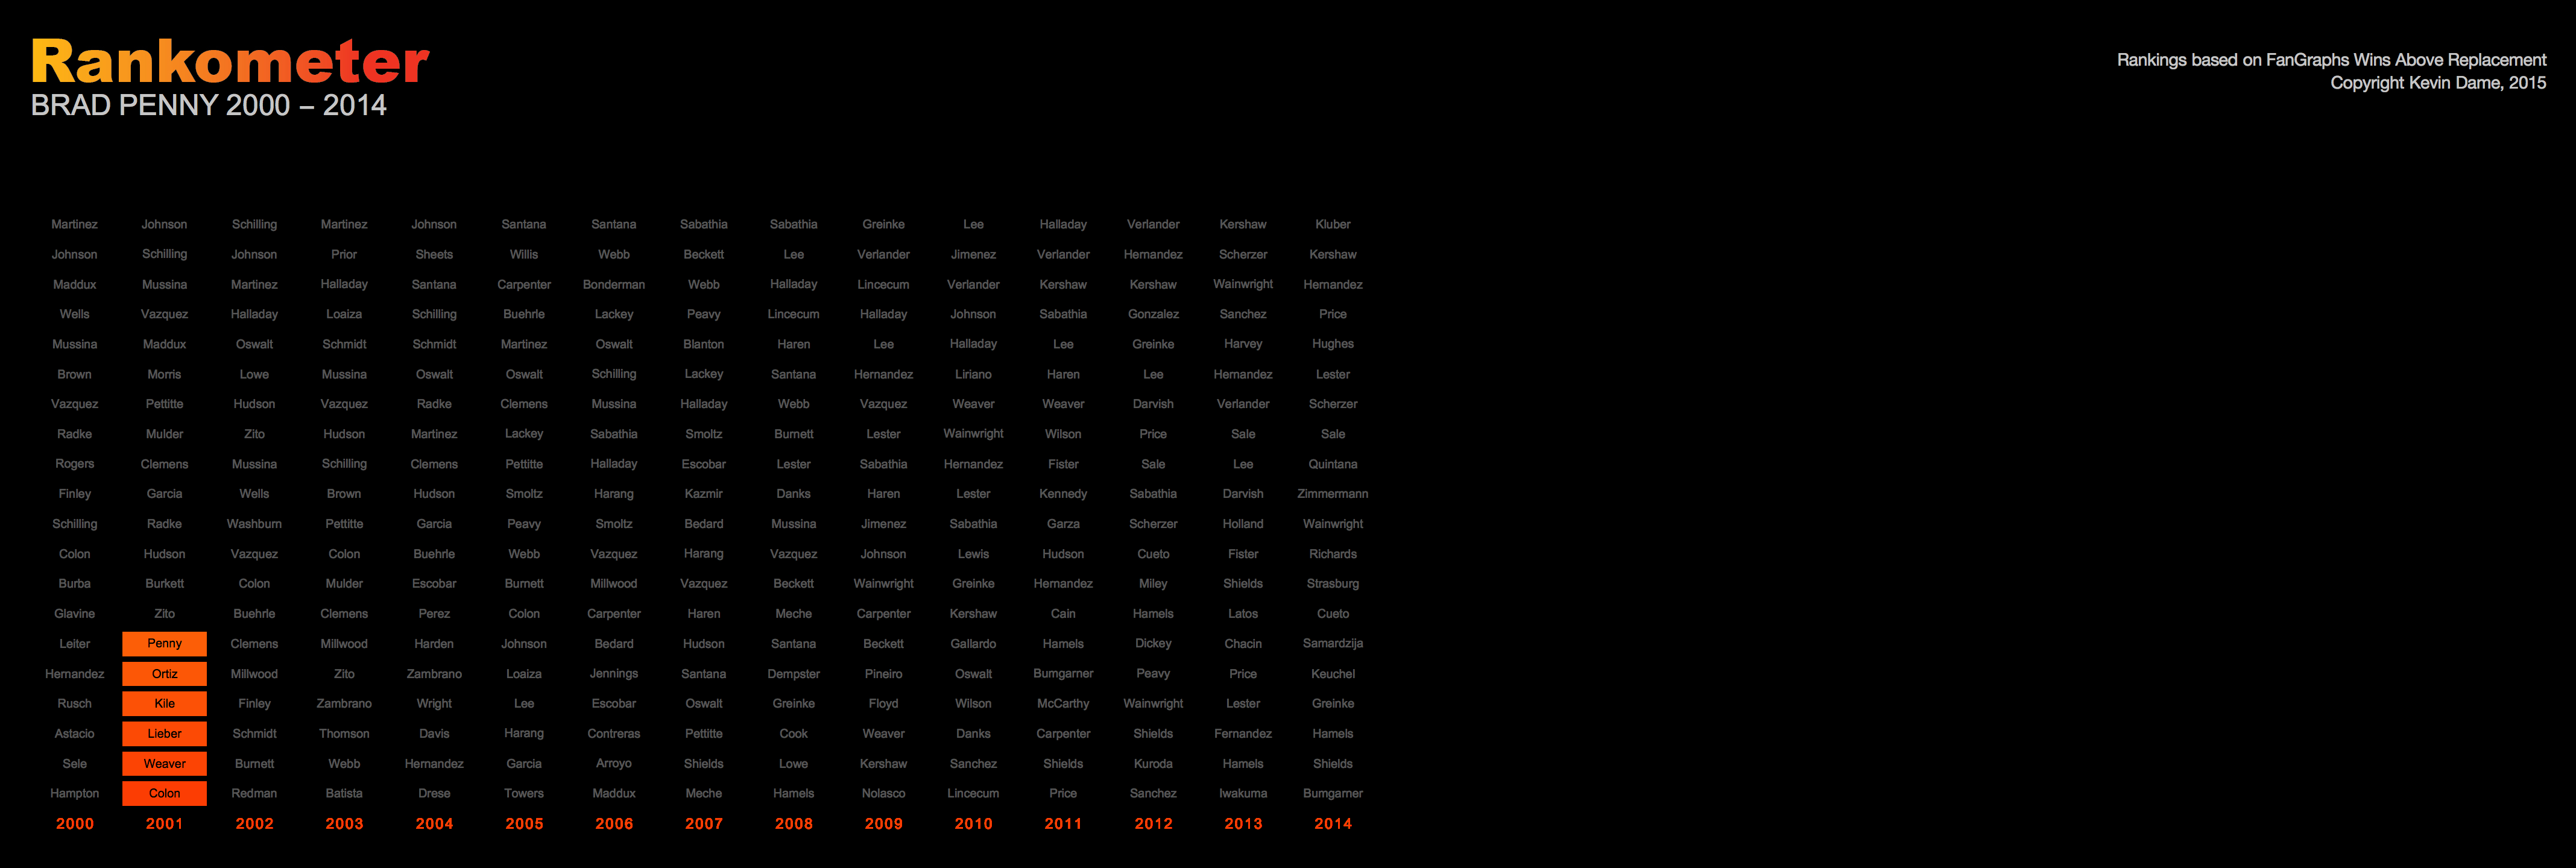 Rankometer
BRAD PENNY 2000 – 2014
Rankings based on FanGraphs Wins Above Replacement
Copyright Kevin Dame, 2015
Martinez Johnson Schilling Martinez Johnson Santana Santana Sabathia Sabathia Greinke Lee Halladay Verlander Kershaw Kluber
Johnson Schilling Johnson Prior Sheets Willis Webb Beckett Lee Verlander Jimenez Verlander Hernandez Scherzer Kershaw
Maddux Mussina Martinez Halladay Santana Carpenter Bonderman Webb Halladay Lincecum Verlander Kershaw Kershaw Wainwright Hernandez
Wells Vazquez Halladay Loaiza Schilling Buehrle Lackey Peavy Lincecum Halladay Johnson Sabathia Gonzalez Sanchez Price
Mussina Maddux Oswalt Schmidt Schmidt Martinez Oswalt Blanton Haren Lee Halladay Lee Greinke Harvey Hughes
Brown Morris Lowe Mussina Oswalt Oswalt Schilling Lackey Santana Hernandez Liriano Haren Lee Hernandez Lester
Vazquez Pettitte Hudson Vazquez Radke Clemens Mussina Halladay Webb Vazquez Weaver Weaver Darvish Verlander Scherzer
Radke Mulder Zito Hudson Martinez Lackey Sabathia Smoltz Burnett Lester Wainwright Wilson Price Sale Sale
Rogers Clemens Mussina Schilling Clemens Pettitte Halladay Escobar Lester Sabathia Hernandez Fister Sale Lee Quintana
Finley Garcia Wells Brown Hudson Smoltz Harang Kazmir Danks Haren Lester Kennedy Sabathia Darvish Zimmermann
Schilling Radke Washburn Pettitte Garcia Peavy Smoltz Bedard Mussina Jimenez Sabathia Garza Scherzer Holland Wainwright
Colon Hudson Vazquez Colon Buehrle Webb Vazquez Harang Vazquez Johnson Lewis Hudson Cueto Fister Richards
Burba Burkett Colon Mulder Escobar Burnett Millwood Vazquez Beckett Wainwright Greinke Hernandez Miley Shields Strasburg
Glavine Zito Buehrle Clemens Perez Colon Carpenter Haren Meche Carpenter Kershaw Cain Hamels Latos Cueto
Leiter Penny Clemens Millwood Harden Johnson Bedard Hudson Santana Beckett Gallardo Hamels Dickey Chacin Samardzija
Hernandez Ortiz Millwood Zito Zambrano Loaiza Jennings Santana Dempster Pineiro Oswalt Bumgarner Peavy Price Keuchel
Rusch Kile Finley Zambrano Wright Lee Escobar Oswalt Greinke Floyd Wilson McCarthy Wainwright Lester Greinke
Astacio Lieber Schmidt Thomson Davis Harang Contreras Pettitte Cook Weaver Danks Carpenter Shields Fernandez Hamels
Sele Weaver Burnett Webb Hernandez Garcia Arroyo Shields Lowe Kershaw Sanchez Shields Kuroda Hamels Shields
Hampton Colon Redman Batista Drese Towers Maddux Meche Hamels Nolasco Lincecum Price Sanchez Iwakuma Bumgarner
2000 2001 2002 2003 2004 2005 2006 2007 2008 2009 2010 2011 2012 2013 2014